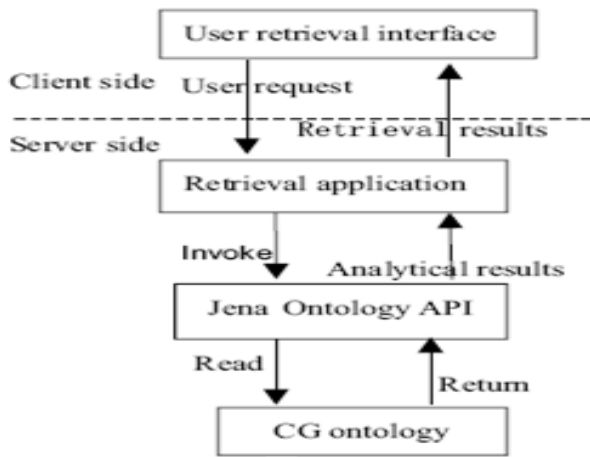 User retrieval interface
Client side
User request
Retrieval results
Server side
Retrieval application
Invoke
Analytical results
Jena Ontology API
Read
Return
CG ontology